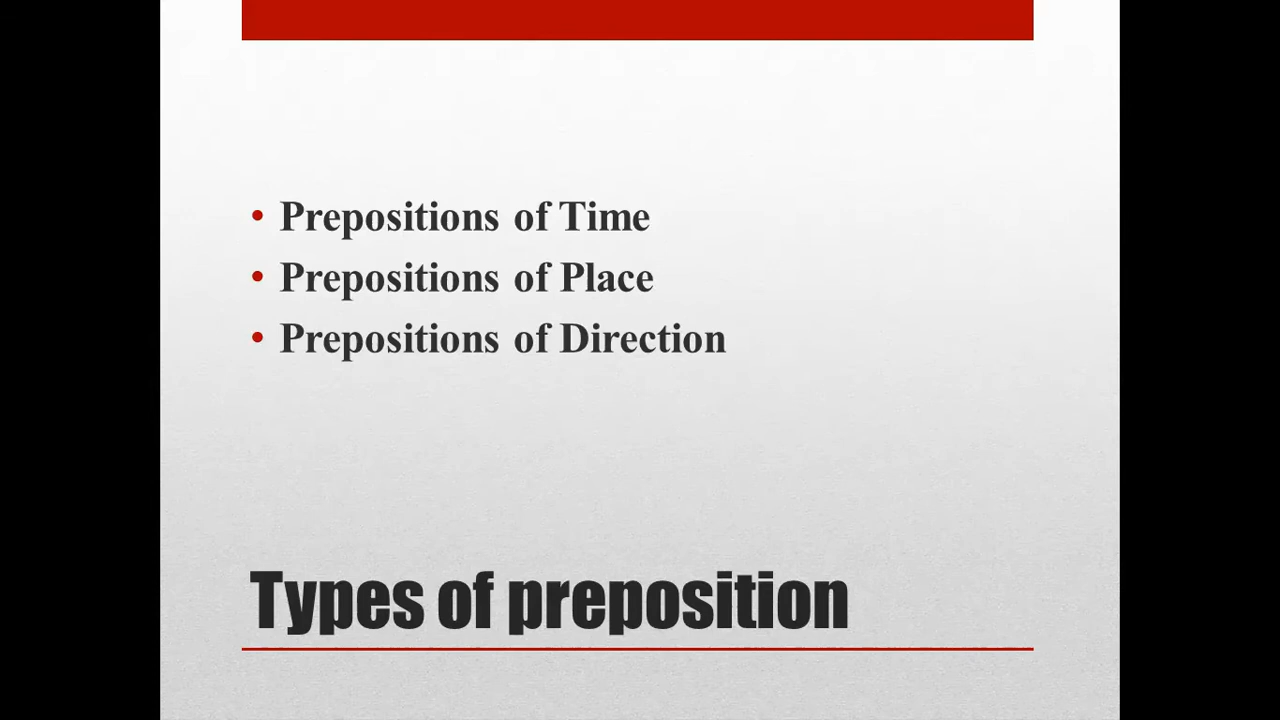 • Prepositions of Time
• Prepositions of Place
• Prepositions of Direction
Types of preposition